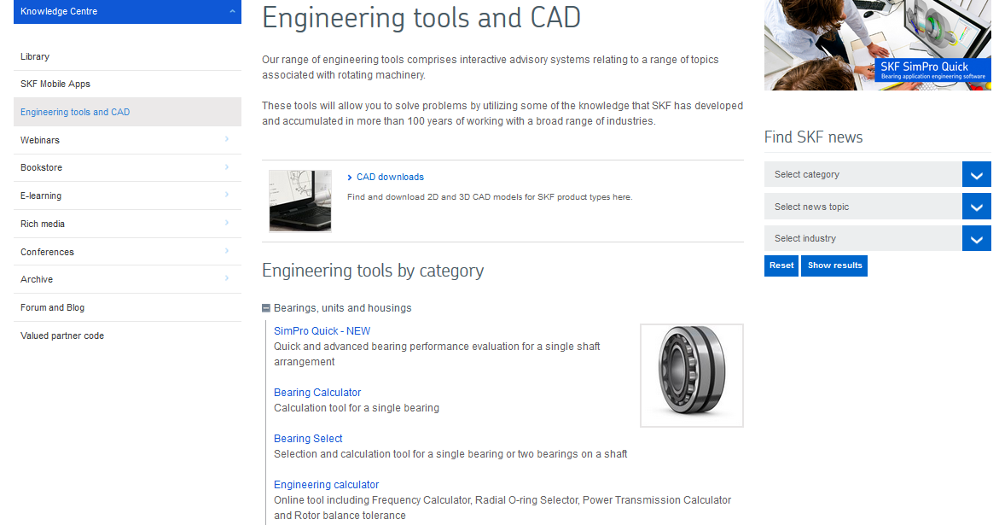 Knowledge Centre
Library
SKF Mobile Apps
Engineering tools and CAD
Webinars
Bookstore
E-learning
Rich media
Conferences
Archive
Forum and Blog
Valued partner code
Engineering tools and CAD
Our range of engineering tools comprises interactive advisory systems relating to a range of topics
associated with rotating machinery.
These tools will allow you to solve problems by utilizing some of the knowledge that SKF has developed
and accumulated in more than 100 years of working with a broad range of industries.
CAD downloads
Find and download 2D and 3D CAD models for SKF product types here.
Engineering tools by category
Bearings, units and housings
SimPro Quick - NEW
Quick and advanced bearing performance evaluation for a single shaft
arrangement
Bearing Calculator
Calculation tool for a single bearing
Bearing Select
Selection and calculation tool for a single bearing or two bearings on a shaft
Engineering calculator
Online tool including Frequency Calculator, Radial O-ring Selector, Power Transmission Calculator
and Rotor balance tolerance
SKF SimPro Quick
Bearing application engineering software
Find SKF news
Select category
Select news topic
Select industry
Reset
Show results